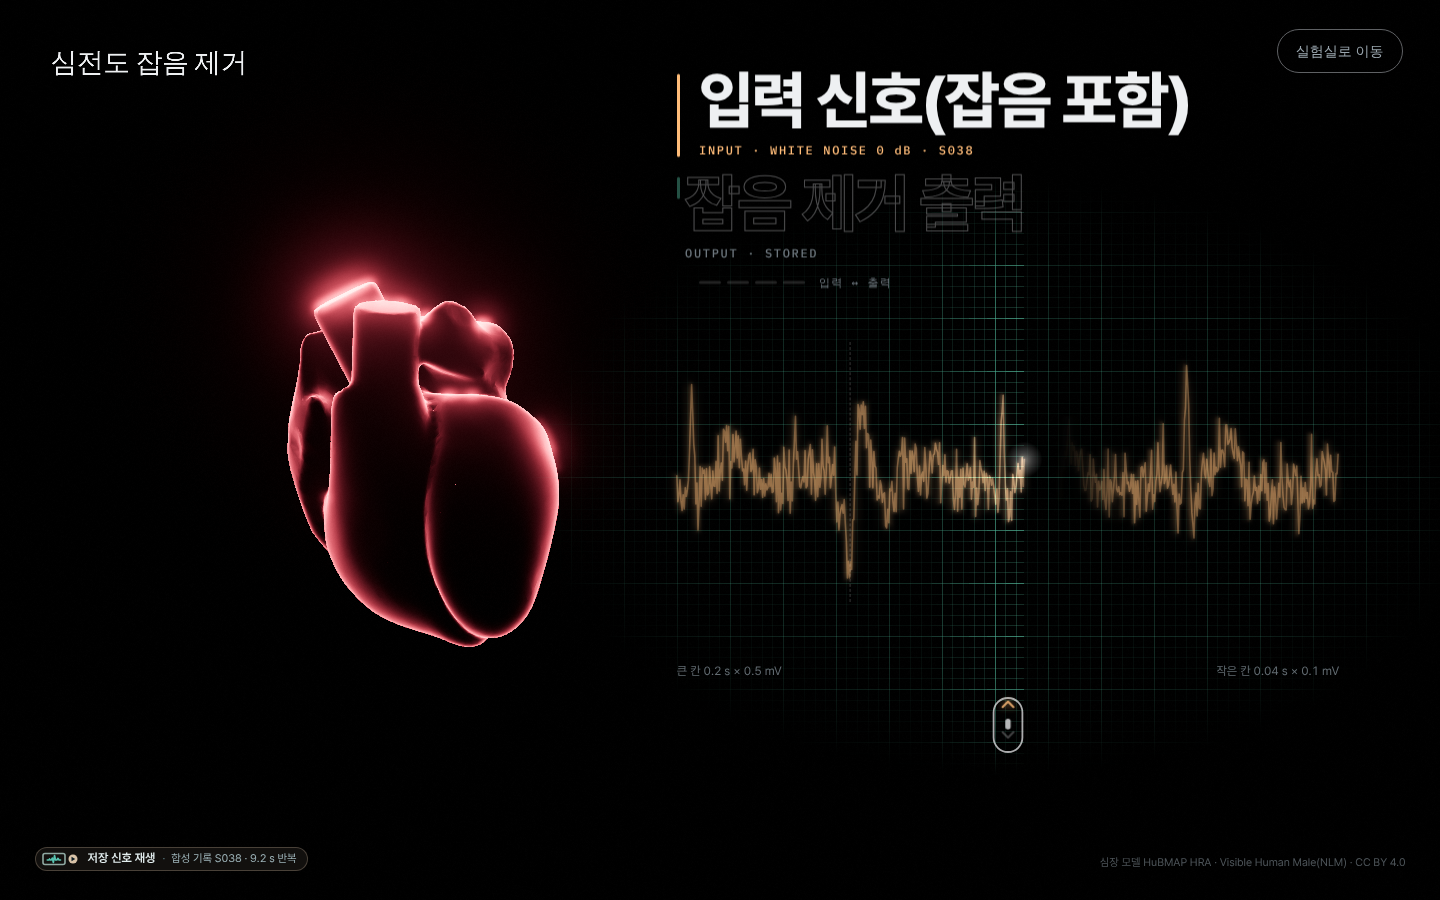 심전도 잡음 제거
실험실로 이동
입력 신호(잡음 포함)
INPUT · WHITE NOISE 0 dB · S038
잡음 제거 출력
OUTPUT · STORED
입력 ↔ 출력
큰 칸 0.2 s × 0.5 mV
작은 칸 0.04 s × 0.1 mV
저장 신호 재생 · 합성 기록 S038 · 9.2 s 반복
심장 모델 HuBMAP HRA · Visible Human Male(NLM) · CC BY 4.0